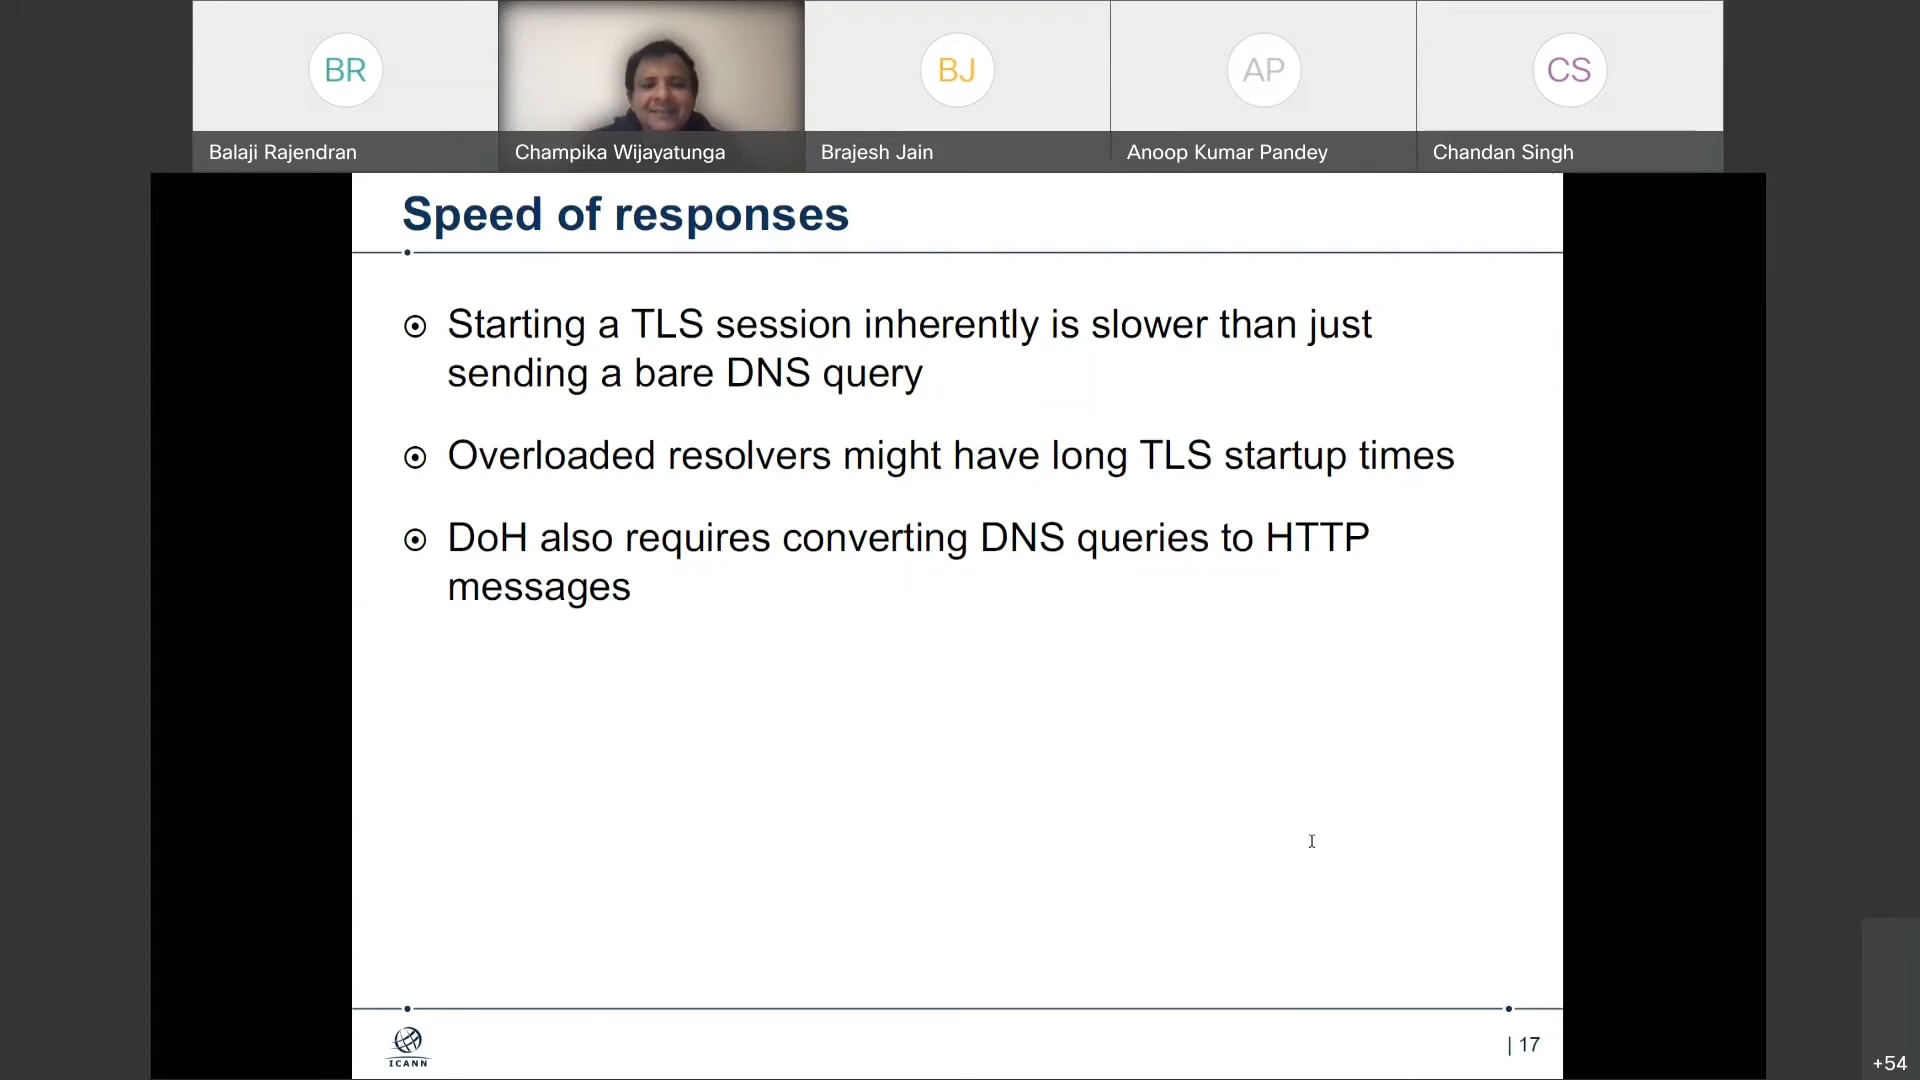 BR
BJ
AP
CS
Balaji Rajendran
Champika Wijayatunga
Brajesh Jain
Anoop Kumar Pandey
Chandan Singh
Speed of responses
Starting a TLS session inherently is slower than just
sending a bare DNS query
Overloaded resolvers might have long TLS startup times
DoH also requires converting DNS queries to HTTP
messages
ICANN
| 17
+54